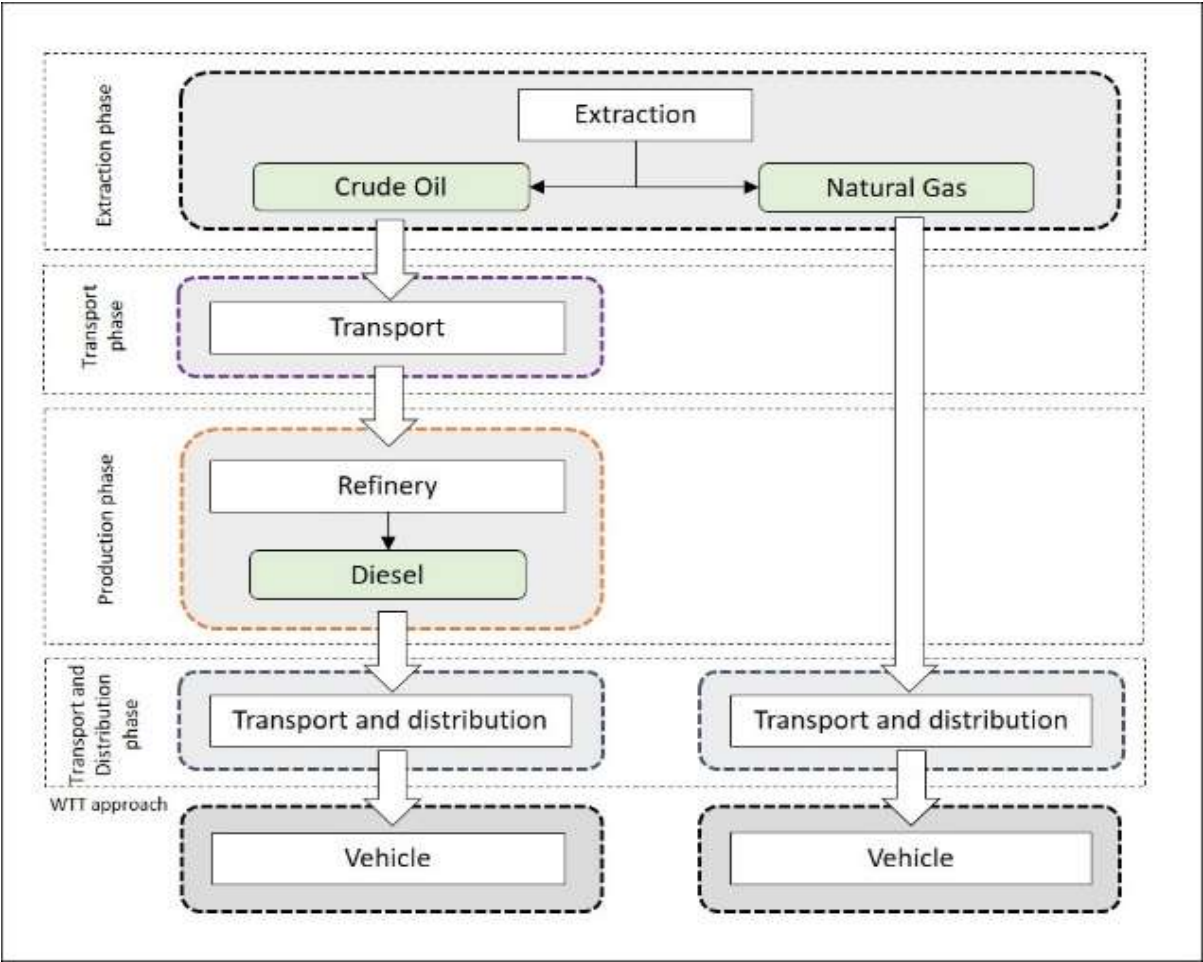 Extraction phase
Extraction
Crude Oil
Natural Gas
Transport
phase
Transport
Production phase
Refinery
Diesel
Transport and
Distribution
phase
Transport and distribution
Transport and distribution
WTT approach
Vehicle
Vehicle